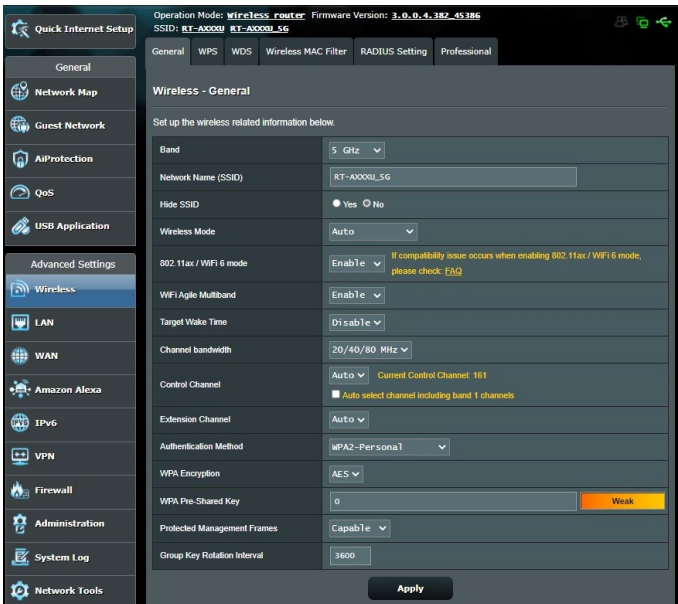 Quick Internet Setup
General
Network Map
Guest Network
AiProtection
QoS
USB Application
Advanced Settings
Wireless
LAN
WAN
Amazon Alexa
IPv6
VPN
Firewall
Administration
System Log
Network Tools
Operation Mode: Wireless router Firmware Version: 3.0.0.4.382_45386
SSID: RT-AXXXU RT-AXXXU_5G
General WPS WDS Wireless MAC Filter RADIUS Setting Professional
Wireless - General
Set up the wireless related information below.
Band 5 GHz
Network Name (SSID) RT-AXXXU_5G
Hide SSID Yes No
Wireless Mode Auto
802.11ax / WiFi 6 mode Enable If compatibility issue occurs when enabling 802.11ax / WiFi 6 mode,
please check: FAQ
WiFi Agile Multiband Enable
Target Wake Time Disable
Channel bandwidth 20/40/80 MHz
Control Channel Auto Current Control Channel: 161
Auto select channel including band 1 channels
Extension Channel Auto
Authentication Method WPA2-Personal
WPA Encryption AES
WPA Pre-Shared Key 0 Weak
Protected Management Frames Capable
Group Key Rotation Interval 3600
Apply